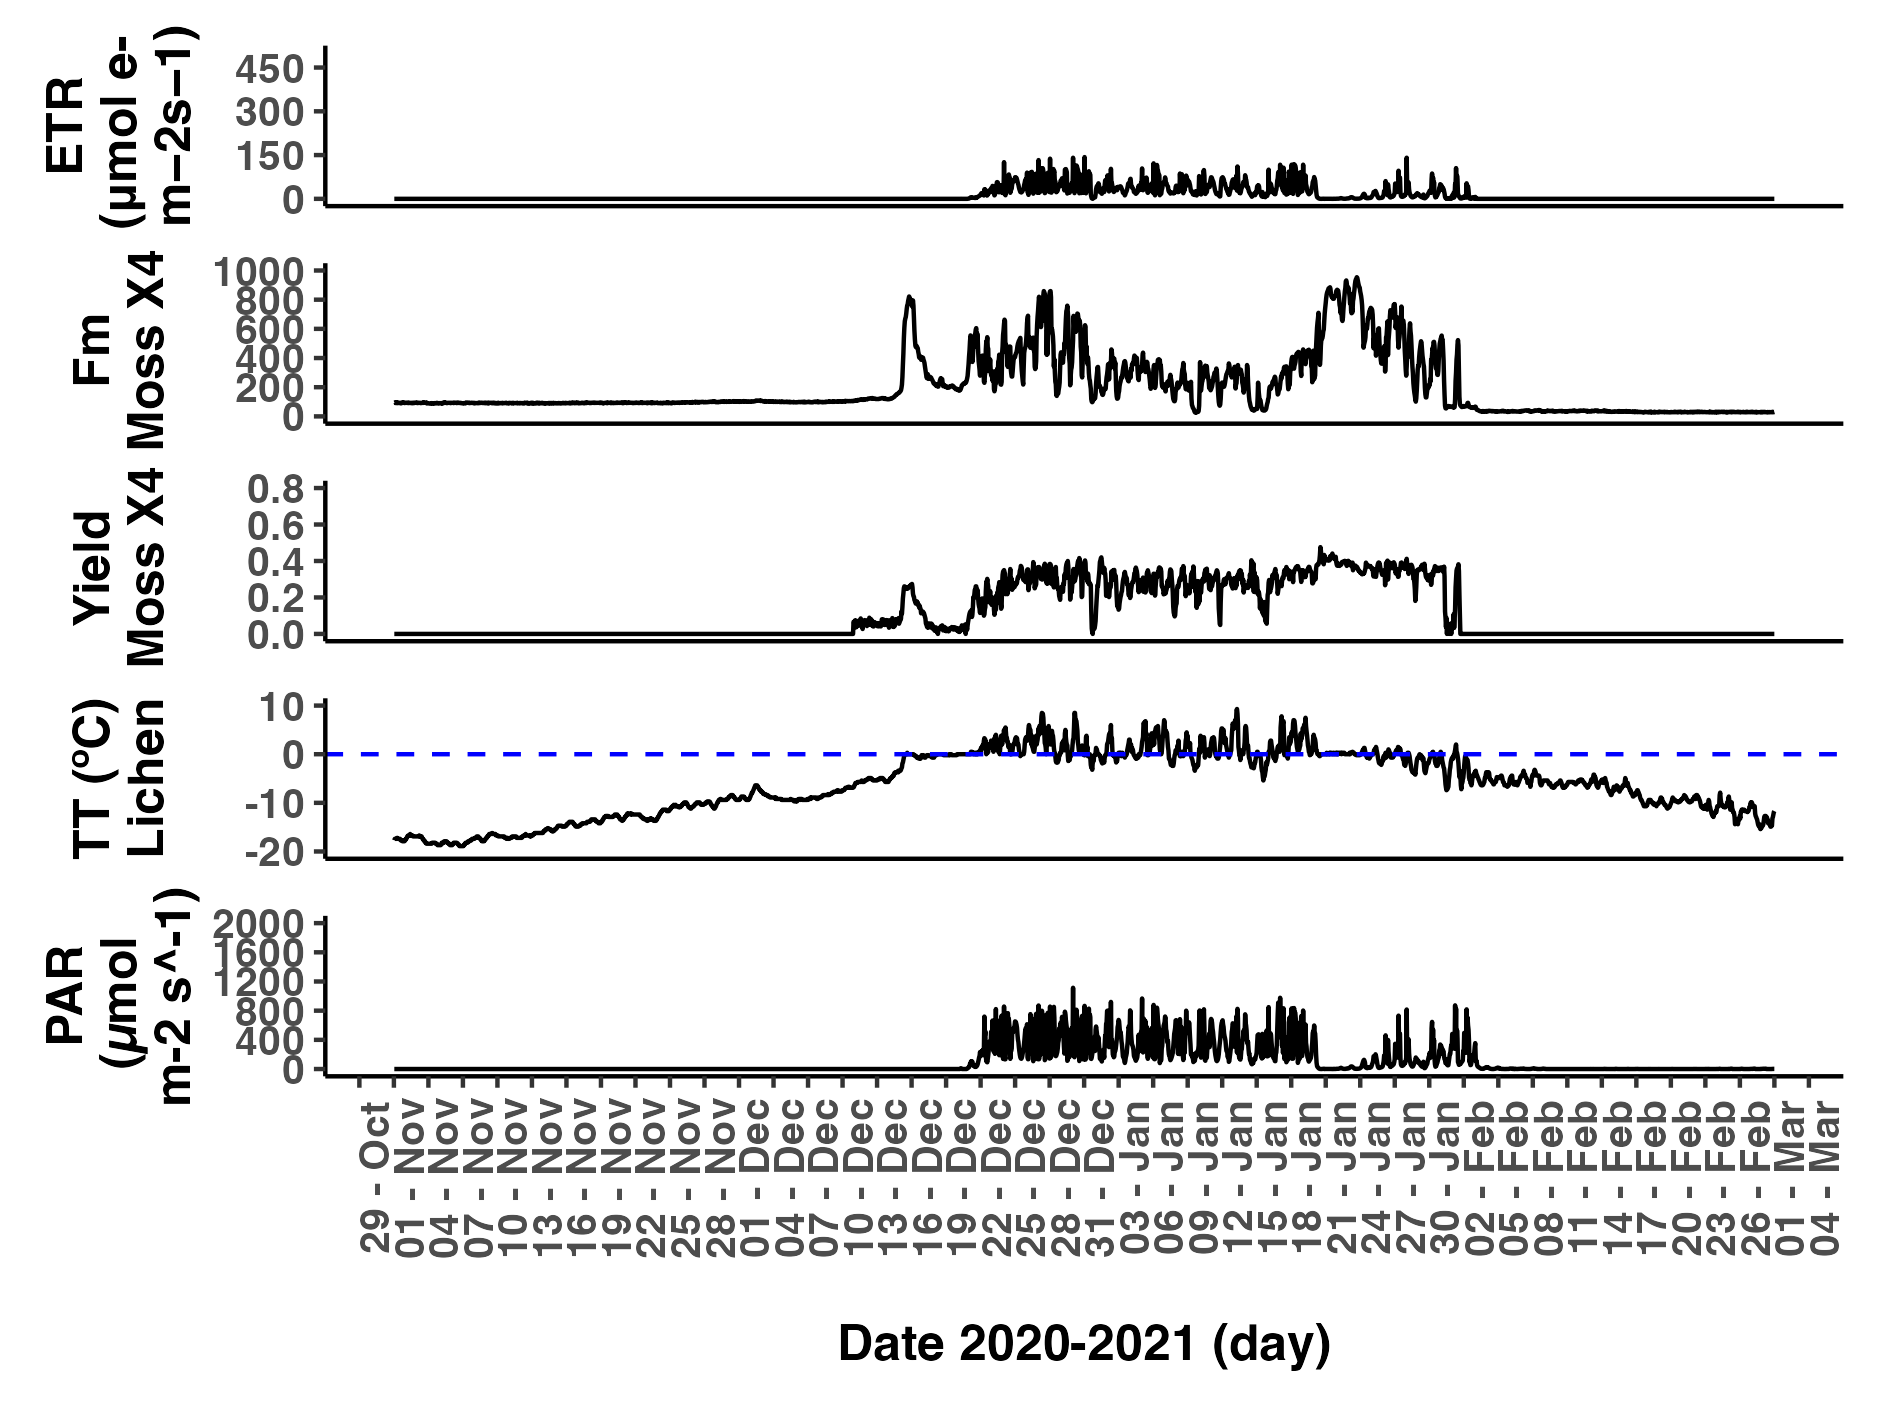 ETR
(µmol e-
m−2s−1)
450
300
150
0
Fm
Moss X4
1000
800
600
400
200
0
Yield
Moss X4
0.8
0.6
0.4
0.2
0.0
TT (ºC)
Lichen
10
0
-10
-20
PAR
(µmol
m-2 s^-1)
2000
1600
1200
800
400
0
29 - Oct
01 - Nov
04 - Nov
07 - Nov
10 - Nov
13 - Nov
16 - Nov
19 - Nov
22 - Nov
25 - Nov
28 - Nov
01 - Dec
04 - Dec
07 - Dec
10 - Dec
13 - Dec
16 - Dec
19 - Dec
22 - Dec
25 - Dec
28 - Dec
31 - Dec
03 - Jan
06 - Jan
09 - Jan
12 - Jan
15 - Jan
18 - Jan
21 - Jan
24 - Jan
27 - Jan
30 - Jan
02 - Feb
05 - Feb
08 - Feb
11 - Feb
14 - Feb
17 - Feb
20 - Feb
23 - Feb
26 - Feb
01 - Mar
04 - Mar
Date 2020-2021 (day)